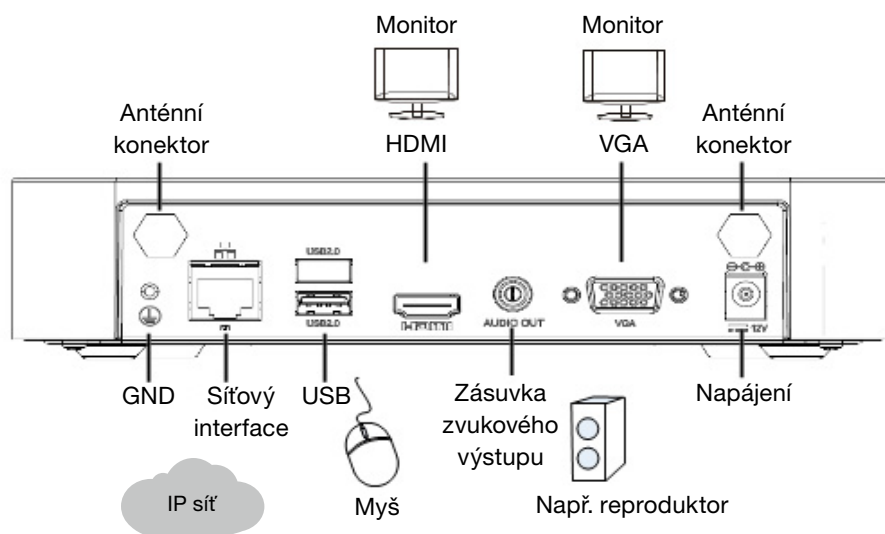 Monitor
Monitor
Anténní
konektor
HDMI
VGA
Anténní
konektor
USB2.0
USB2.0
HDMI
AUDIO OUT
VGA
12V
GND
Síťový
interface
USB
Zásuvka
zvukového
výstupu
Napájení
IP síť
Myš
Např. reproduktor